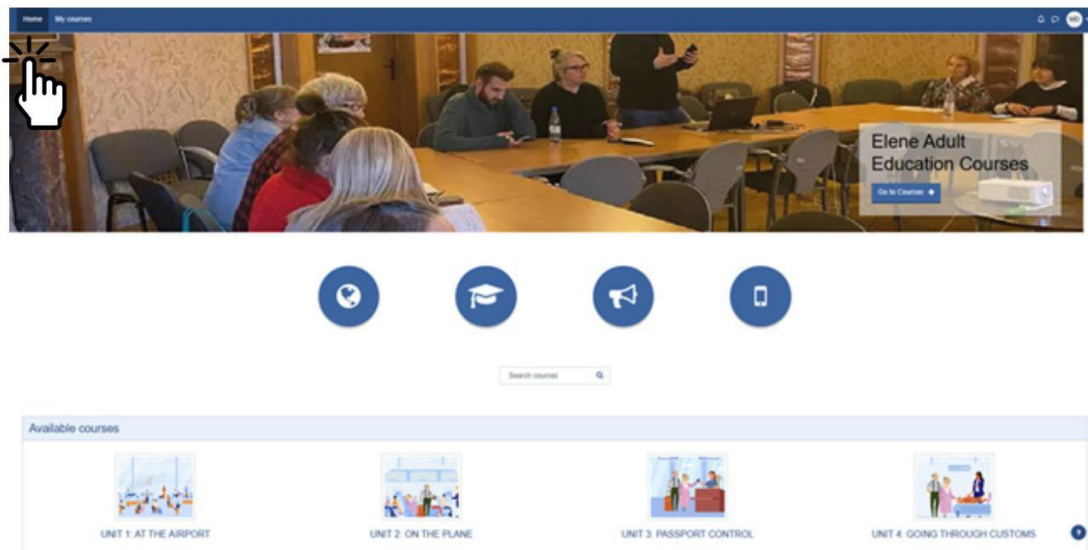 Home My courses
MD
Elene Adult
Education Courses
Go to Courses
Search courses
Available courses
UNIT 1: AT THE AIRPORT
UNIT 2: ON THE PLANE
UNIT 3: PASSPORT CONTROL
UNIT 4: GOING THROUGH CUSTOMS
?